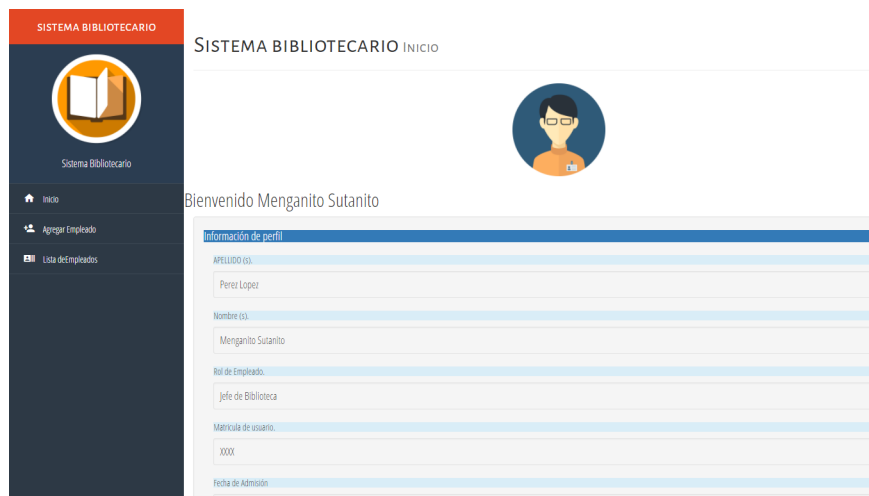 SISTEMA BIBLIOTECARIO
Sistema Bibliotecario
Inicio
Agregar Empleado
Lista deEmpleados
SISTEMA BIBLIOTECARIO INICIO
Bienvenido Menganito Sutanito
Información de perfil
APELLIDO (s).
Perez Lopez
Nombre (s).
Menganito Sutanito
Rol de Empleado.
Jefe de Biblioteca
Matricula de usuario.
XXXX
Fecha de Admisión